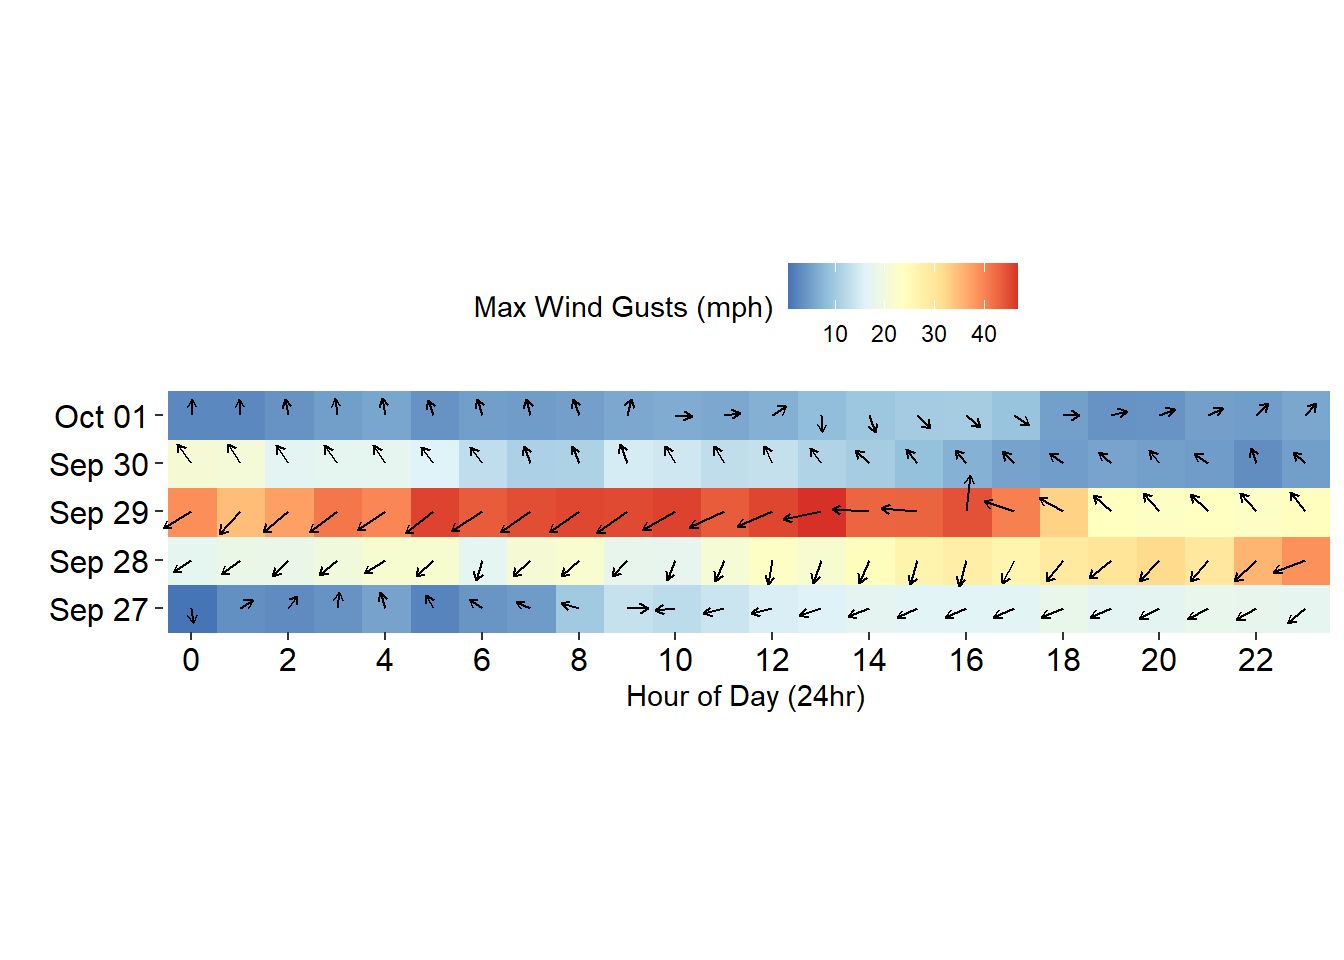 Max Wind Gusts (mph)
10 20 30 40
Oct 01
Sep 30
Sep 29
Sep 28
Sep 27
0 2 4 6 8 10 12 14 16 18 20 22
Hour of Day (24hr)